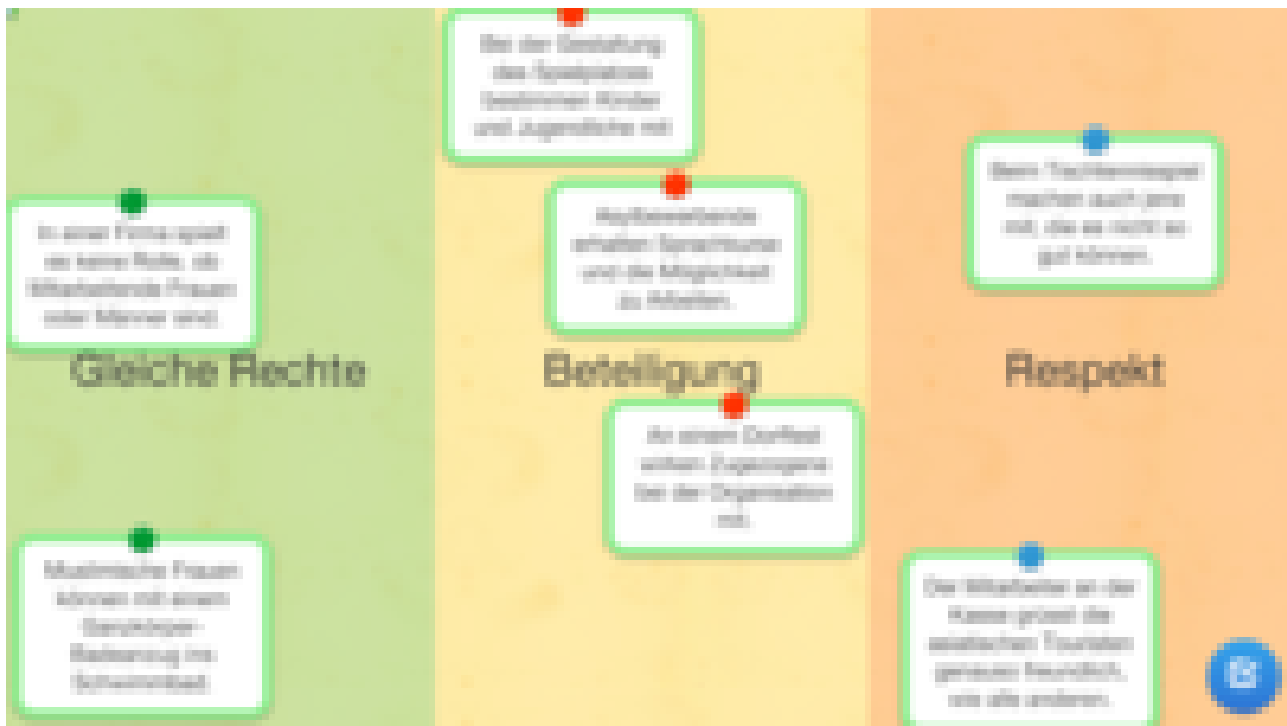 Bei der Gestaltung
des Spielplatzes
bestimmen Kinder
und Jugendliche mit
Beim Tischtennisspiel
machen auch jene
mit, die es nicht so
gut können.
In einer Firma spielt
es keine Rolle, ob
Mitarbeitende Frauen
oder Männer sind.
Asylbewerbende
erhalten Sprachkurse
und die Möglichkeit
zu Arbeiten.
Gleiche Rechte
Beteiligung
Respekt
An einem Dorffest
wirken Zugezogene
bei der Organisation
mit.
Muslimische Frauen
können mit einem
Ganzkörper-
Badeanzug ins
Schwimmbad.
Die Mitarbeiter an der
Kasse grüsst die
asiatischen Touristen
genauso freundlich,
wie alle anderen.